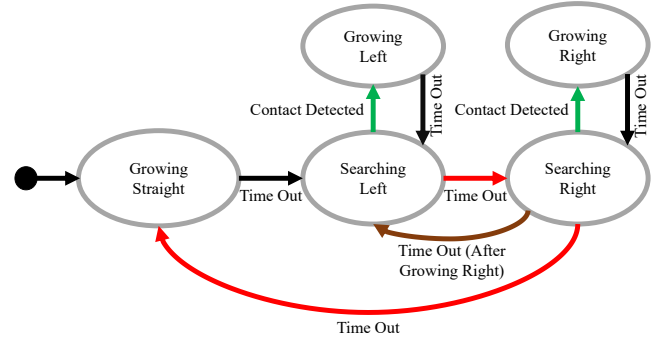 Growing
Left
Growing
Right
Contact Detected
Time Out
Contact Detected
Time Out
Growing
Straight
Time Out
Searching
Left
Time Out
Searching
Right
Time Out (After
Growing Right)
Time Out